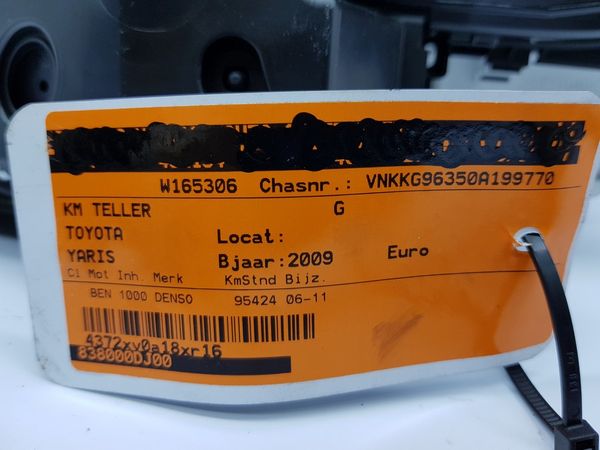 W165306 Chasnr.: VNKKG96350A199770
KM TELLER G
TOYOTA Locat:
YARIS Bjaar:2009 Euro
Ci Mot Inh. Merk KmStnd Bijz.
BEN 1000 DENSO 95424 06-11
4372xv0a18xr16
838000DJ00